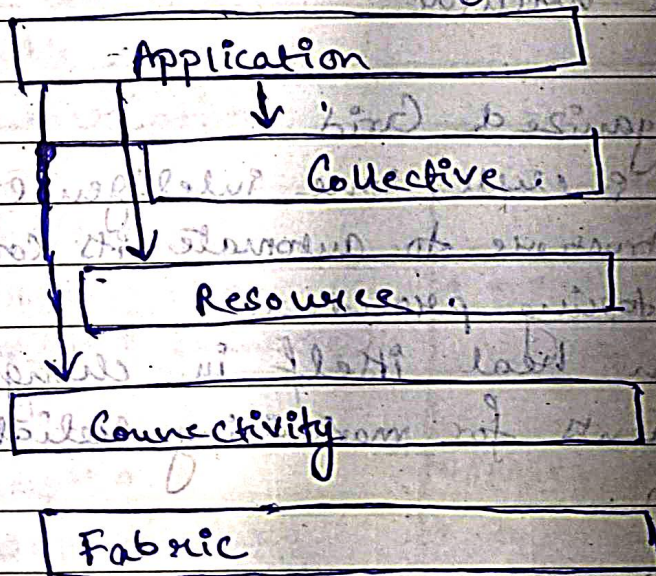 Application
Collective
Resource
Connectivity
Fabric